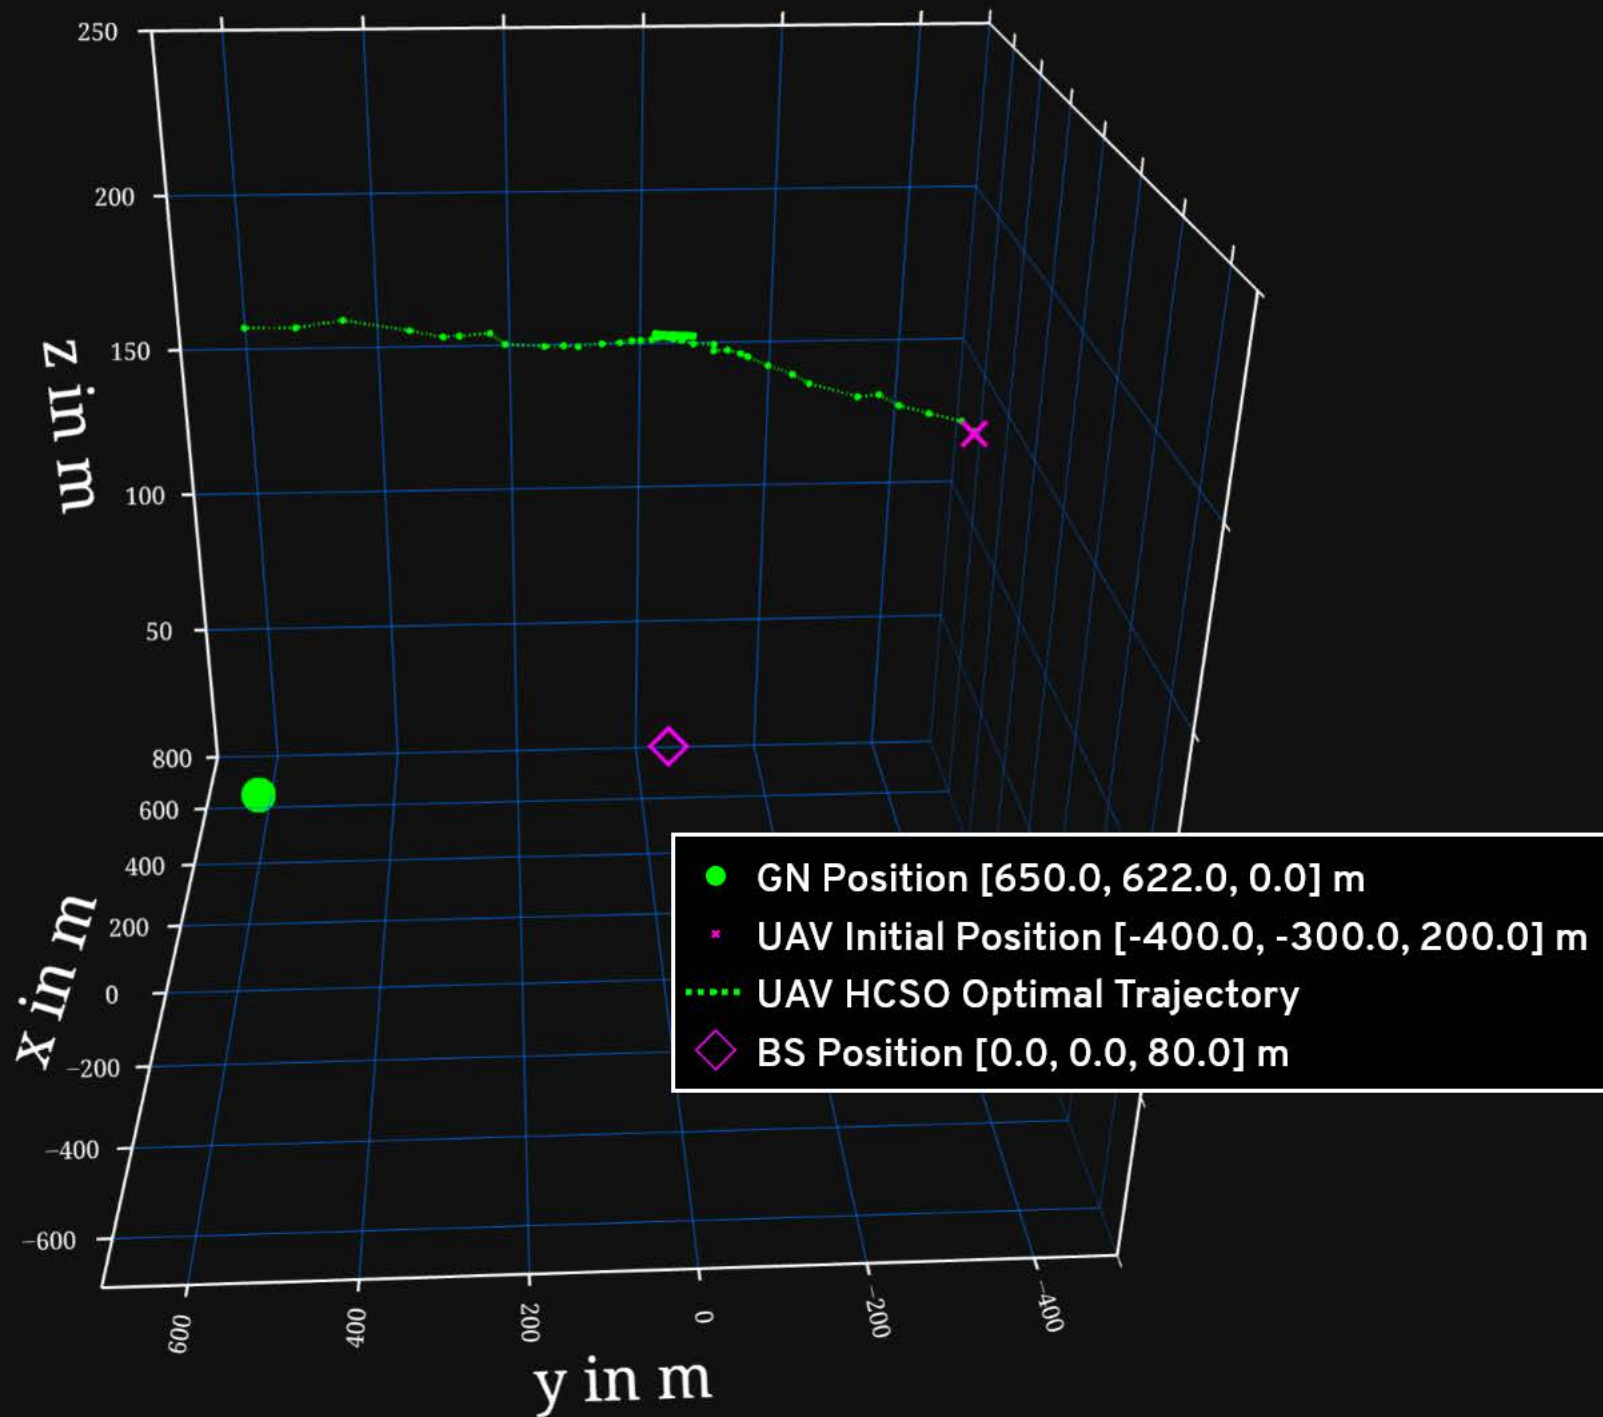 250
200
150
100
50
z in m
800
600
400
200
0
−200
−400
−600
x in m
600
400
200
0
−200
−400
y in m
GN Position [650.0, 622.0, 0.0] m
UAV Initial Position [-400.0, -300.0, 200.0] m
UAV HCSO Optimal Trajectory
BS Position [0.0, 0.0, 80.0] m